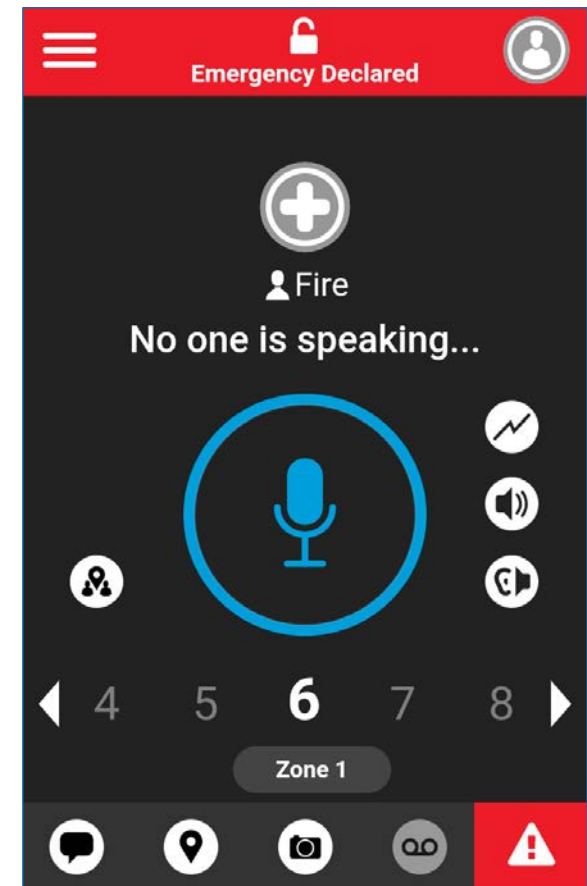 Emergency Declared
Fire
No one is speaking...
4 5 6 7 8
Zone 1